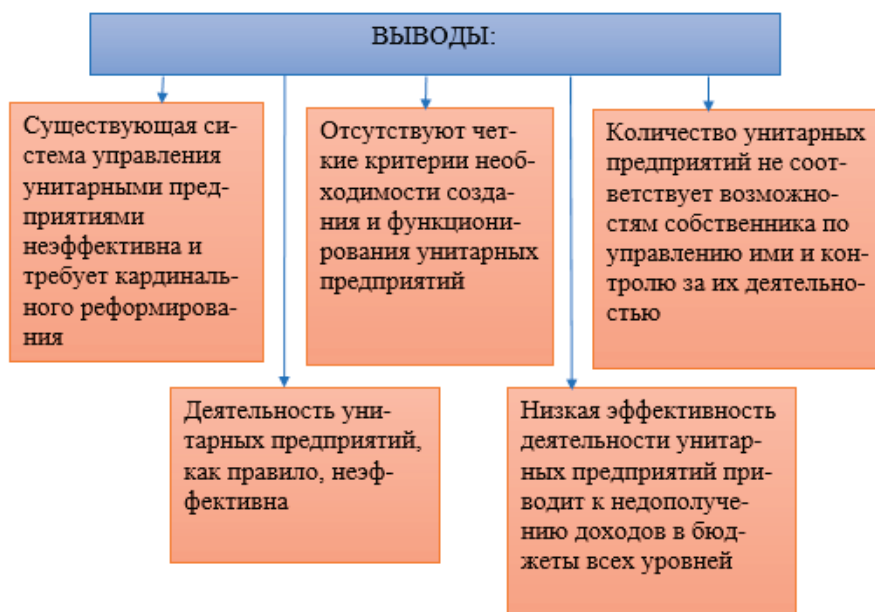 ВЫВОДЫ:
Существующая си-
стема управления
унитарными пред-
приятиями
неэффективна и
требует кардиналь-
ного реформирова-
ния
Отсутствуют чет-
кие критерии необ-
ходимости созда-
ния и функциони-
рования унитарных
предприятий
Количество унитарных
предприятий не соот-
ветствует возможно-
стям собственника по
управлению ими и кон-
тролю за их деятельно-
стью
Деятельность уни-
тарных предприятий,
как правило, неэф-
фективна
Низкая эффективность
деятельности унитар-
ных предприятий при-
водит к недополуче-
нию доходов в бюд-
жеты всех уровней